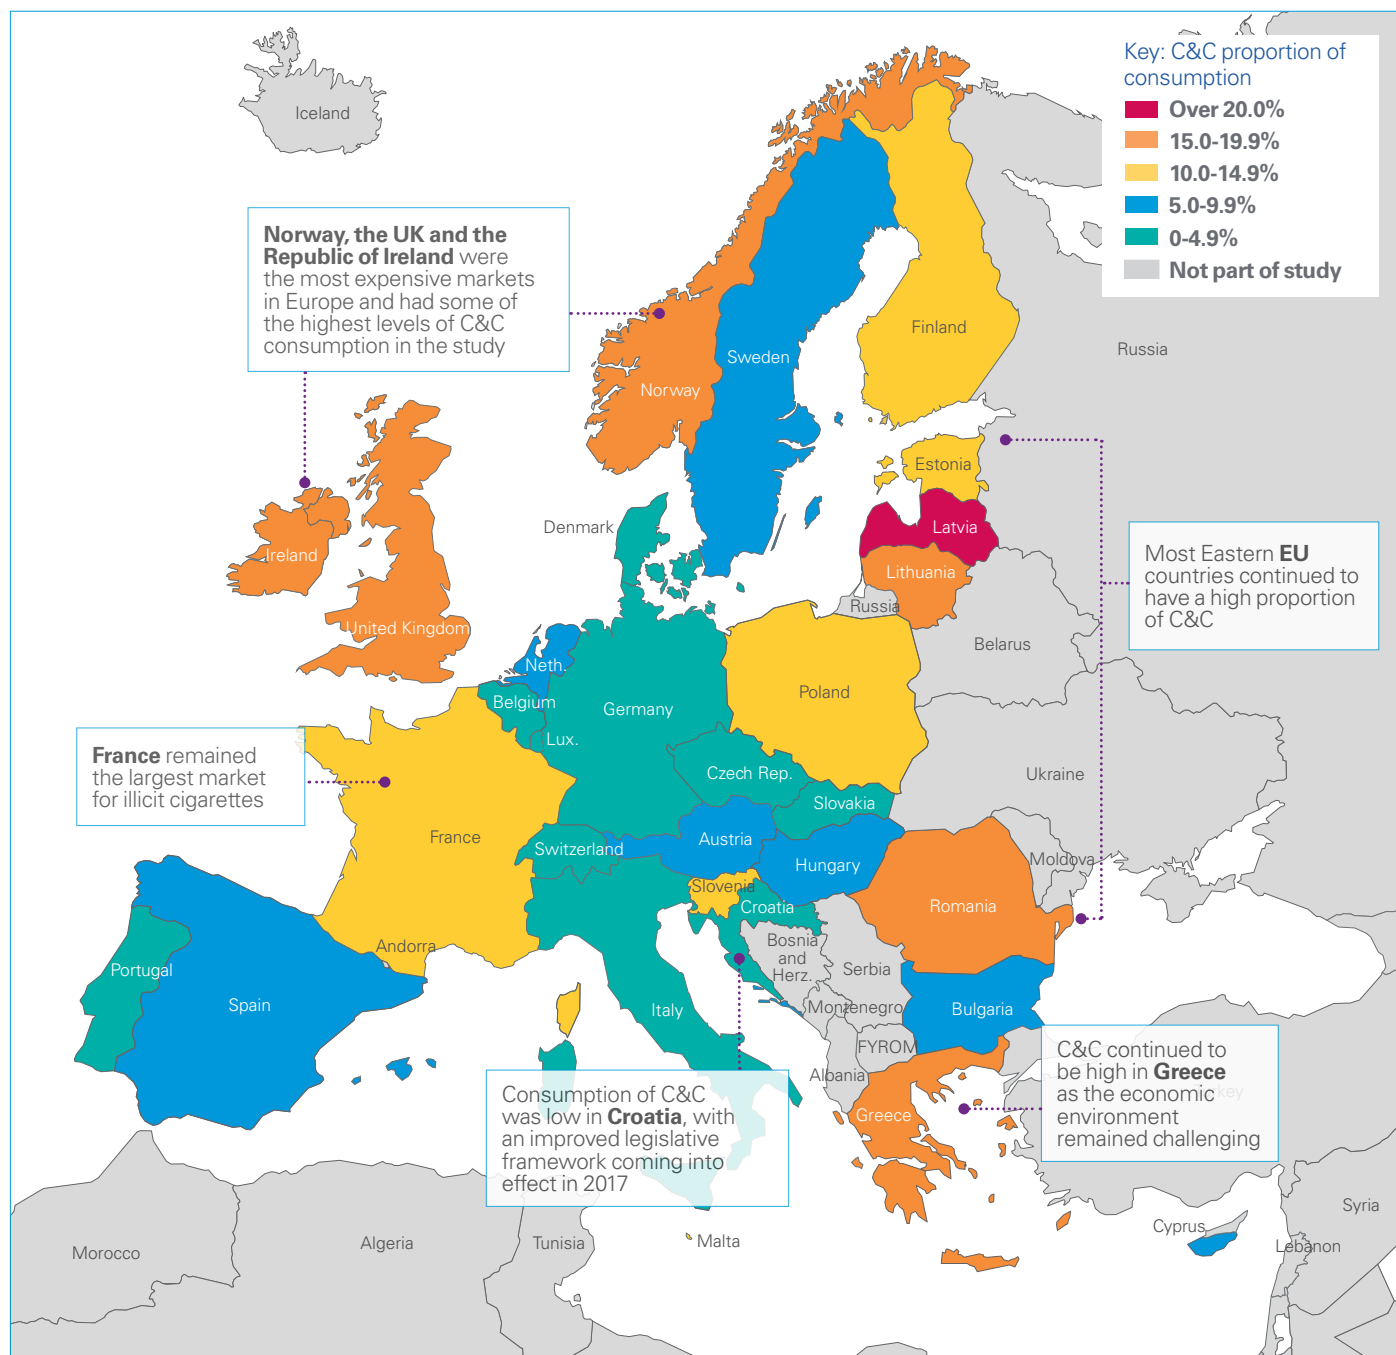 Key: C&C proportion of
consumption
Over 20.0%
15.0-19.9%
10.0-14.9%
5.0-9.9%
0-4.9%
Not part of study
Iceland
Norway, the UK and the
Republic of Ireland were
the most expensive markets
in Europe and had some of
the highest levels of C&C
consumption in the study
Finland
Russia
Sweden
Norway
Estonia
Denmark
Latvia
Ireland
Lithuania
Most Eastern EU
countries continued to
have a high proportion
of C&C
Russia
United Kingdom
Belarus
Neth.
Poland
Belgium
Germany
Lux.
France remained
the largest market
for illicit cigarettes
Czech Rep.
Ukraine
Slovakia
France
Austria
Switzerland
Hungary
Moldova
Slovenia
Croatia
Romania
Andorra
Bosnia
and
Herz.
Portugal
Serbia
Spain
Italy
Montenegro
Bulgaria
FYROM
Albania
C&C continued to
be high in Greece
as the economic
environment
remained challenging
Consumption of C&C
was low in Croatia, with
an improved legislative
framework coming into
effect in 2017
Greece
Syria
Cyprus
Malta
Morocco
Algeria
Tunisia
Lebanon